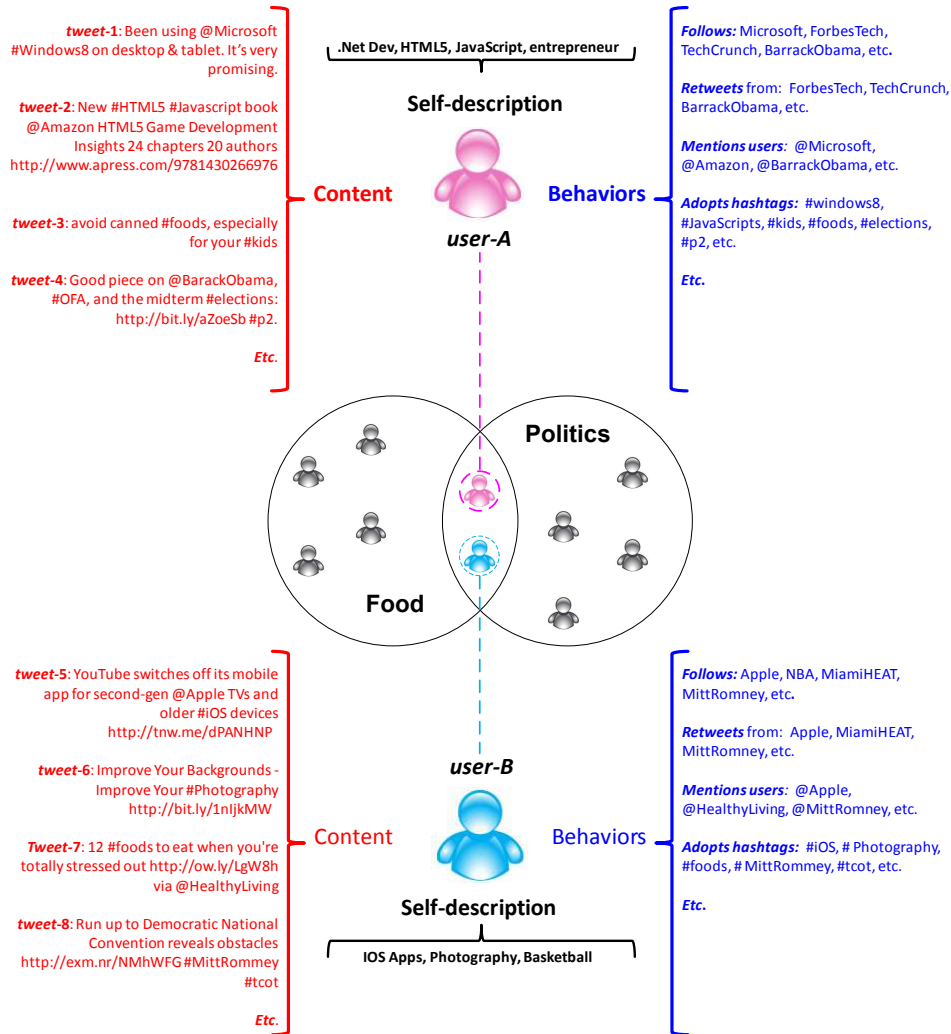 tweet-1: Been using @Microsoft
#Windows8 on desktop & tablet. It's very
promising.
tweet-2: New #HTML5 #Javascript book
@Amazon HTML5 Game Development
Insights 24 chapters 20 authors
http://www.apress.com/9781430266976
tweet-3: avoid canned #foods, especially
for your #kids
tweet-4: Good piece on @BarackObama,
#OFA, and the midterm #elections:
http://bit.ly/aZoeSb #p2.
Etc.
Content
.Net Dev, HTML5, JavaScript, entrepreneur
Self-description
user-A
Behaviors
Follows: Microsoft, ForbesTech,
TechCrunch, BarrackObama, etc.
Retweets from: ForbesTech, TechCrunch,
BarrackObama, etc.
Mentions users: @Microsoft,
@Amazon, @BarrackObama, etc.
Adopts hashtags: #windows8,
#JavaScripts, #kids, #foods, #elections,
#p2, etc.
Etc.
Politics
Food
tweet-5: YouTube switches off its mobile
app for second-gen @Apple TVs and
older #iOS devices
http://tnw.me/dPANHNP
tweet-6: Improve Your Backgrounds -
Improve Your #Photography
http://bit.ly/1nIjkMW
Tweet-7: 12 #foods to eat when you're
totally stressed out http://ow.ly/LgW8h
via @HealthyLiving
tweet-8: Run up to Democratic National
Convention reveals obstacles
http://exm.nr/NMhWFG #MittRommey
#tcot
Etc.
Content
user-B
Self-description
IOS Apps, Photography, Basketball
Behaviors
Follows: Apple, NBA, MiamiHEAT,
MittRomney, etc.
Retweets from: Apple, MiamiHEAT,
MittRomney, etc.
Mentions users: @Apple,
@HealthyLiving, @MittRomney, etc.
Adopts hashtags: #iOS, # Photography,
#foods, # MittRommey, #tcot, etc.
Etc.